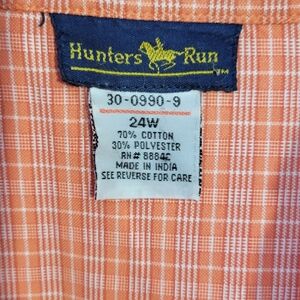 Hunters Run
TM
30-0990-9
24W
70% COTTON
30% POLYESTER
RN# 8884C
MADE IN INDIA
SEE REVERSE FOR CARE